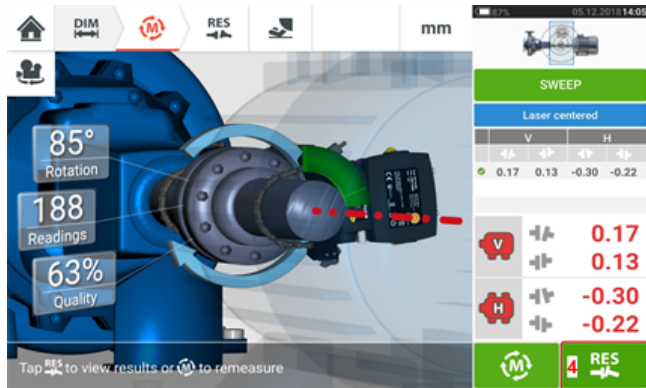 DIM
M
RES
mm
87%
05.12.2018 14:05
85°
Rotation
188
Readings
63%
Quality
SWEEP
Laser centered
V H
0.17 0.13 -0.30 -0.22
V
0.17
0.13
H
-0.30
-0.22
Tap RES to view results or M to remeasure
M
4 RES